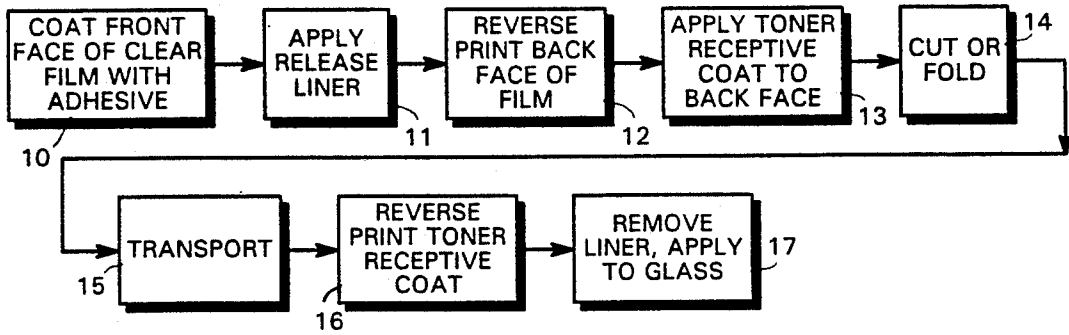 COAT FRONT
FACE OF CLEAR
FILM WITH
ADHESIVE
10
APPLY
RELEASE
LINER
11
REVERSE
PRINT BACK
FACE OF
FILM
12
APPLY TONER
RECEPTIVE
COAT TO
BACK FACE
13
CUT OR
FOLD
14
TRANSPORT
15
REVERSE
PRINT TONER
RECEPTIVE
COAT
16
REMOVE
LINER, APPLY
TO GLASS
17